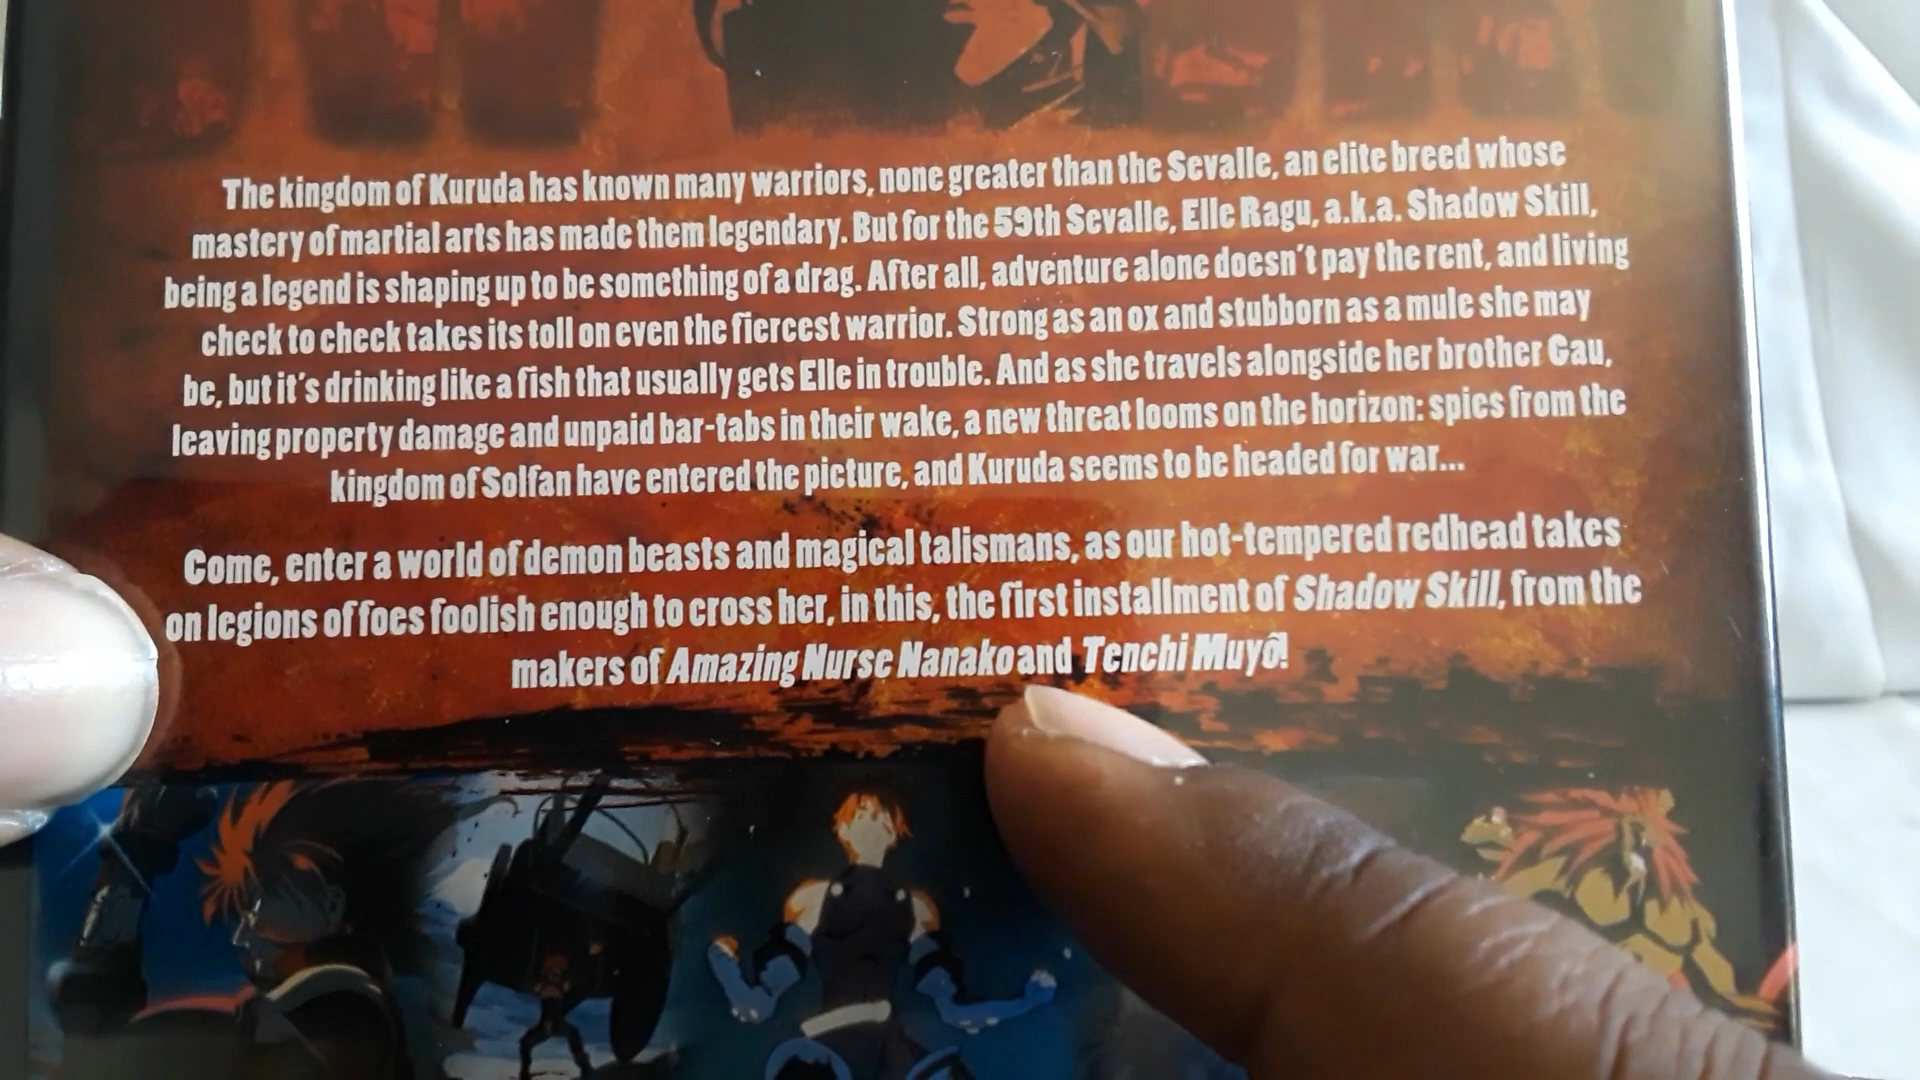 The kingdom of Kuruda has known many warriors, none greater than the Sevalle, an elite breed whose
mastery of martial arts has made them legendary. But for the 59th Sevalle, Elle Ragu, a.k.a. Shadow Skill,
being a legend is shaping up to be something of a drag. After all, adventure alone doesn't pay the rent, and living
check to check takes its toll on even the fiercest warrior. Strong as an ox and stubborn as a mule she may
be, but it's drinking like a fish that usually gets Elle in trouble. And as she travels alongside her brother Gau,
leaving property damage and unpaid bar-tabs in their wake, a new threat looms on the horizon: spies from the
kingdom of Solfan have entered the picture, and Kuruda seems to be headed for war...
Come, enter a world of demon beasts and magical talismans, as our hot-tempered redhead takes
on legions of foes foolish enough to cross her, in this, the first installment of Shadow Skill, from the
makers of Amazing Nurse Nanako and Tenchi Muyô!